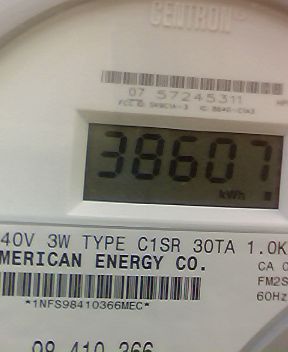 CENTRON®
07 57245311
38607
kWh
40V 3W TYPE C1SR 30TA 1.0K
MERICAN ENERGY CO.
CA 0
FM2S
60Hz
*1NFS98410366MEC*
98 410 366